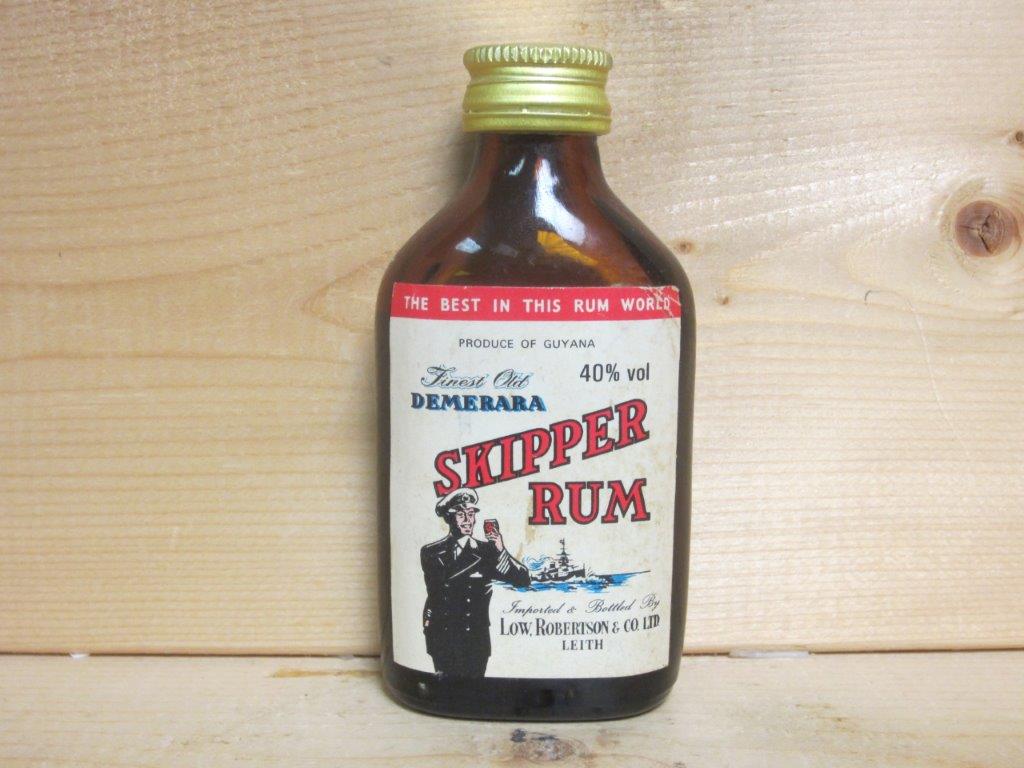 THE BEST IN THIS RUM WORLD
PRODUCE OF GUYANA
Finest Old
40% vol
DEMERARA
SKIPPER
RUM
Imported & Bottled By
LOW, ROBERTSON & CO. LTD.
LEITH